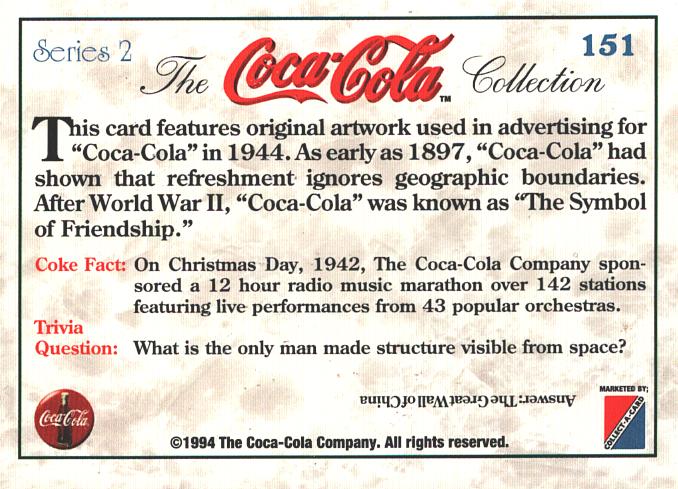 Series 2
151
The Coca-Cola Collection
TM
This card features original artwork used in advertising for
“Coca-Cola” in 1944. As early as 1897, “Coca-Cola” had
shown that refreshment ignores geographic boundaries.
After World War II, “Coca-Cola” was known as “The Symbol
of Friendship.”
Coke Fact: On Christmas Day, 1942, The Coca-Cola Company spon-
sored a 12 hour radio music marathon over 142 stations
featuring live performances from 43 popular orchestras.
Trivia
Question: What is the only man made structure visible from space?
Answer: The Great Wall of China
MARKETED BY;
COLLECT-A-CARD
Coca-Cola
©1994 The Coca-Cola Company. All rights reserved.